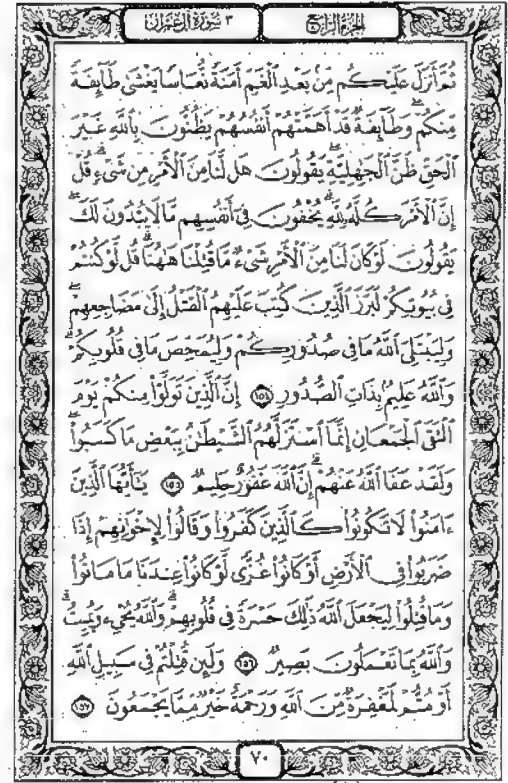 الجزء الرابع
٣ سورة آل عمران
ثُمَّ أَنزَلَ عَلَيْكُم مِّنۢ بَعْدِ ٱلْغَمِّ أَمَنَةً نُّعَاسًا يَغْشَىٰ طَآئِفَةً
مِّنكُمْ ۖ وَطَآئِفَةٌ قَدْ أَهَمَّتْهُمْ أَنفُسُهُمْ يَظُنُّونَ بِٱللَّهِ غَيْرَ
ٱلْحَقِّ ظَنَّ ٱلْجَٰهِلِيَّةِ ۖ يَقُولُونَ هَل لَّنَا مِنَ ٱلْأَمْرِ مِن شَىْءٍ ۗ قُلْ
إِنَّ ٱلْأَمْرَ كُلَّهُۥ لِلَّهِ ۗ يُخْفُونَ فِىٓ أَنفُسِهِم مَّا لَا يُبْدُونَ لَكَ ۖ
يَقُولُونَ لَوْ كَانَ لَنَا مِنَ ٱلْأَمْرِ شَىْءٌ مَّا قُتِلْنَا هَٰهُنَا ۗ قُل لَّوْ كُنتُمْ
فِى بُيُوتِكُمْ لَبَرَزَ ٱلَّذِينَ كُتِبَ عَلَيْهِمُ ٱلْقَتْلُ إِلَىٰ مَضَاجِعِهِمْ ۖ
وَلِيَبْتَلِىَ ٱللَّهُ مَا فِى صُدُورِكُمْ وَلِيُمَحِّصَ مَا فِى قُلُوبِكُمْ ۗ
وَٱللَّهُ عَلِيمٌۢ بِذَاتِ ٱلصُّدُورِ ١٥٤ إِنَّ ٱلَّذِينَ تَوَلَّوْا۟ مِنكُمْ يَوْمَ
ٱلْتَقَى ٱلْجَمْعَانِ إِنَّمَا ٱسْتَزَلَّهُمُ ٱلشَّيْطَٰنُ بِبَعْضِ مَا كَسَبُوا۟ ۖ
وَلَقَدْ عَفَا ٱللَّهُ عَنْهُمْ ۗ إِنَّ ٱللَّهَ غَفُورٌ حَلِيمٌ ١٥٥ يَٰٓأَيُّهَا ٱلَّذِينَ
ءَامَنُوا۟ لَا تَكُونُوا۟ كَٱلَّذِينَ كَفَرُوا۟ وَقَالُوا۟ لِإِخْوَٰنِهِمْ إِذَا
ضَرَبُوا۟ فِى ٱلْأَرْضِ أَوْ كَانُوا۟ غُزًّى لَّوْ كَانُوا۟ عِندَنَا مَا مَاتُوا۟
وَمَا قُتِلُوا۟ لِيَجْعَلَ ٱللَّهُ ذَٰلِكَ حَسْرَةً فِى قُلُوبِهِمْ ۗ وَٱللَّهُ يُحْىِۦ وَيُمِيتُ ۗ
وَٱللَّهُ بِمَا تَعْمَلُونَ بَصِيرٌ ١٥٦ وَلَئِن قُتِلْتُمْ فِى سَبِيلِ ٱللَّهِ
أَوْ مُتُّمْ لَمَغْفِرَةٌ مِّنَ ٱللَّهِ وَرَحْمَةٌ خَيْرٌ مِّمَّا يَجْمَعُونَ ١٥٧
٧٠